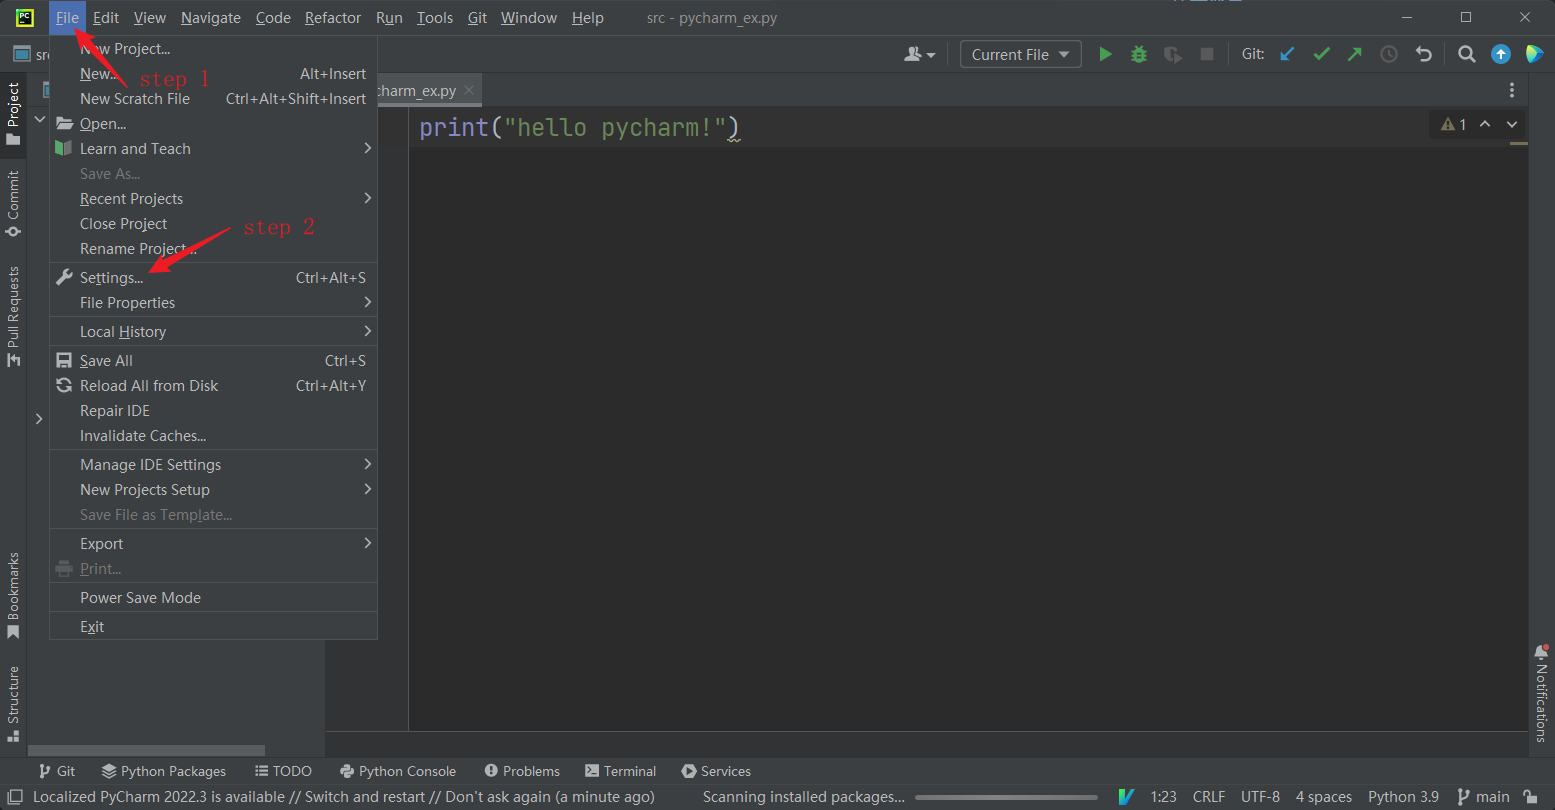 PC
File Edit View Navigate Code Refactor Run Tools Git Window Help src - pycharm_ex.py
Current File Git:
New Project...
step 1
New... Alt+Insert
charm_ex.py
New Scratch File Ctrl+Alt+Shift+Insert
Open...
print("hello pycharm!")
1
Learn and Teach
Save As...
Recent Projects
Close Project
step 2
Rename Project...
Settings... Ctrl+Alt+S
File Properties
Local History
Save All Ctrl+S
Reload All from Disk Ctrl+Alt+Y
Repair IDE
Invalidate Caches...
Manage IDE Settings
New Projects Setup
Save File as Template...
Export
Print...
Power Save Mode
Exit
Project
Commit
Pull Requests
Bookmarks
Structure
Notifications
Git Python Packages TODO Python Console Problems Terminal Services
Localized PyCharm 2022.3 is available // Switch and restart // Don't ask again (a minute ago) Scanning installed packages... 1:23 CRLF UTF-8 4 spaces Python 3.9 main